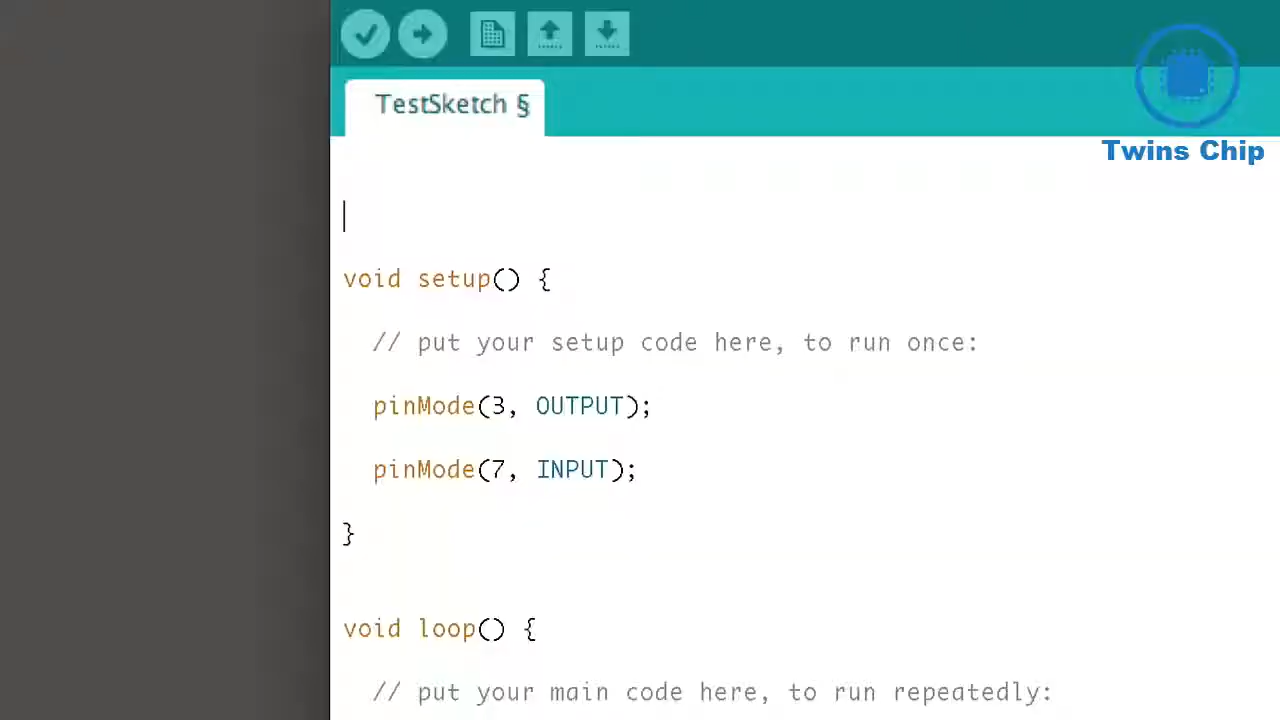 TestSketch §
Twins Chip
void setup() {
// put your setup code here, to run once:
pinMode(3, OUTPUT);
pinMode(7, INPUT);
}
void loop() {
// put your main code here, to run repeatedly: